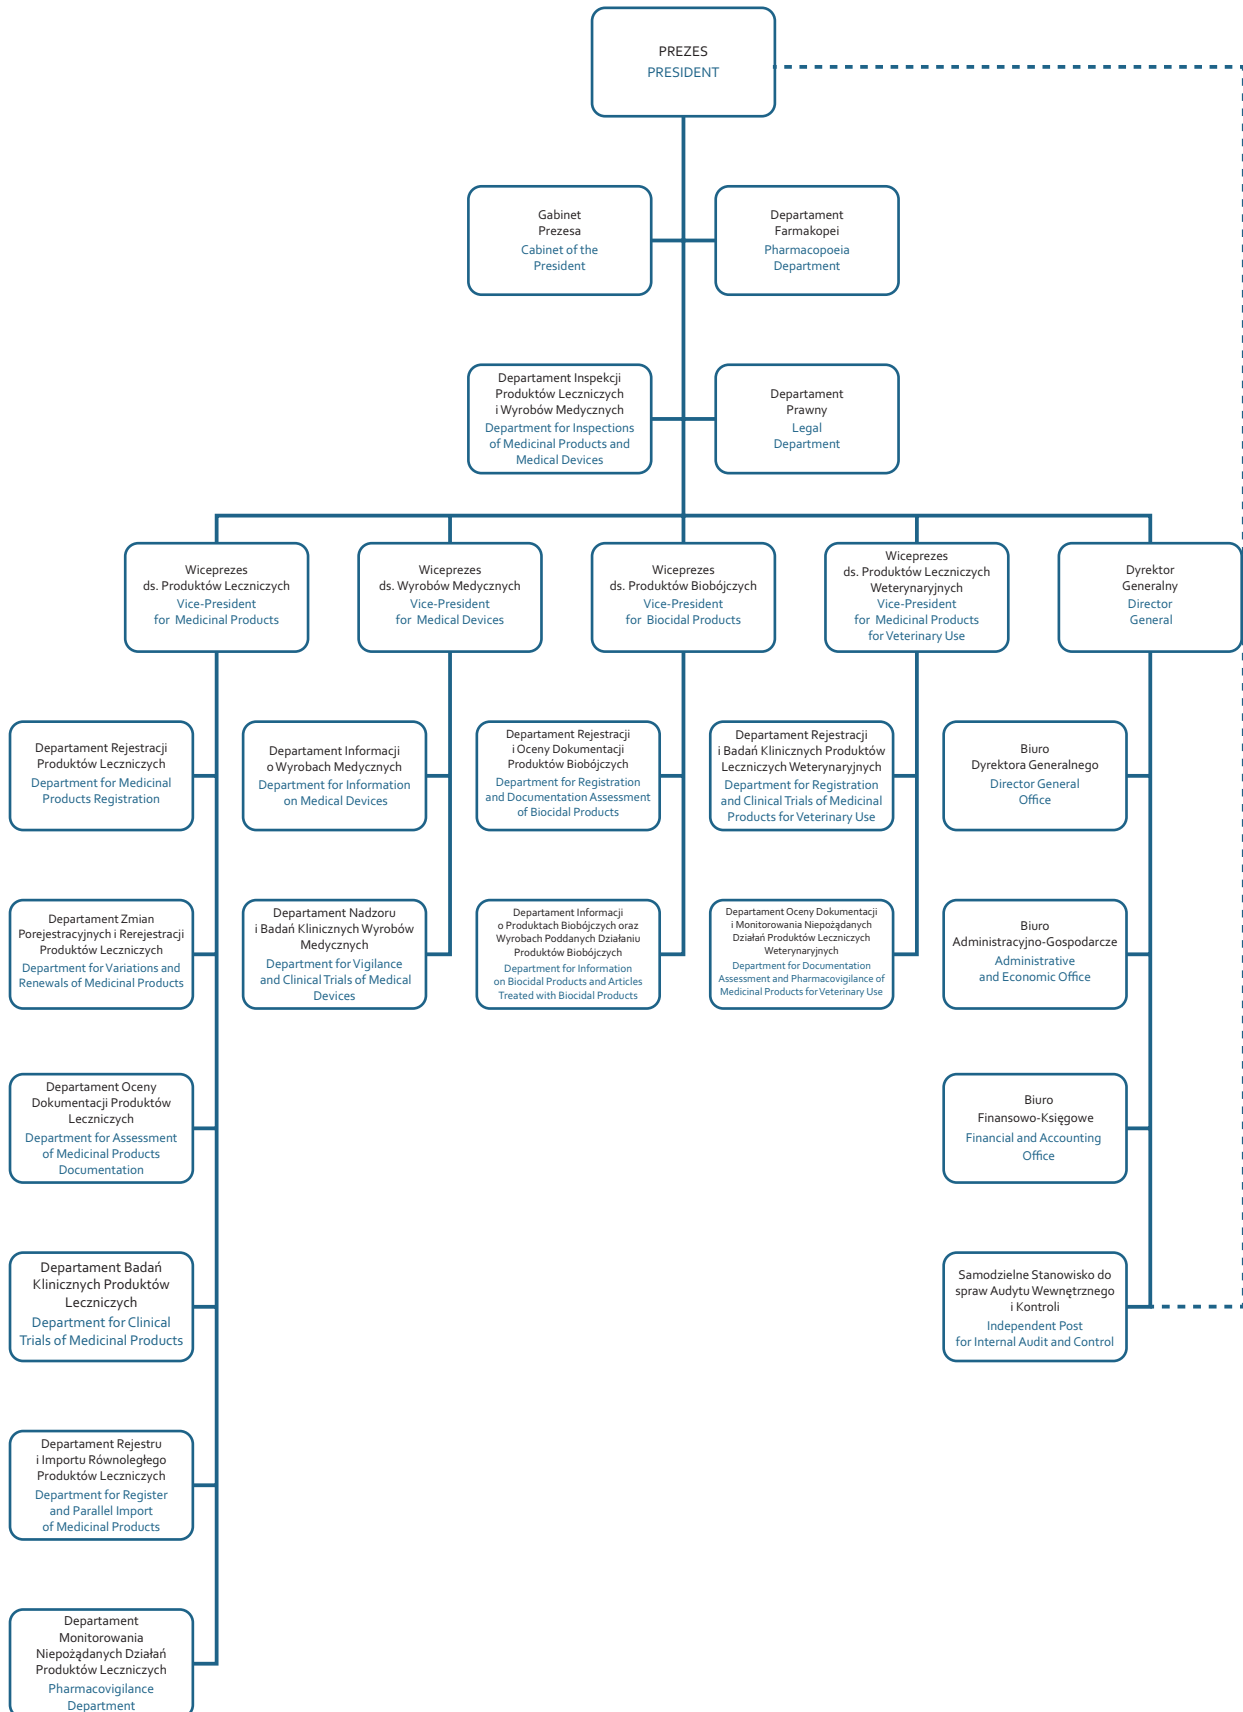 PREZES
PRESIDENT
Gabinet
Prezesa
Cabinet of the
President
Departament
Farmakopei
Pharmacopoeia
Department
Departament Inspekcji
Produktów Leczniczych
i Wyrobów Medycznych
Department for Inspections
of Medicinal Products and
Medical Devices
Departament
Prawny
Legal
Department
Wiceprezes
ds. Produktów Leczniczych
Vice-President
for Medicinal Products
Wiceprezes
ds. Wyrobów Medycznych
Vice-President
for Medical Devices
Wiceprezes
ds. Produktów Biobójczych
Vice-President
for Biocidal Products
Wiceprezes
ds. Produktów Leczniczych
Weterynaryjnych
Vice-President
for Medicinal Products
for Veterinary Use
Dyrektor
Generalny
Director
General
Departament Rejestracji
Produktów Leczniczych
Department for Medicinal
Products Registration
Departament Informacji
o Wyrobach Medycznych
Department for Information
on Medical Devices
Departament Rejestracji
i Oceny Dokumentacji
Produktów Biobójczych
Department for Registration
and Documentation Assessment
of Biocidal Products
Departament Rejestracji
i Badań Klinicznych Produktów
Leczniczych Weterynaryjnych
Department for Registration
and Clinical Trials of Medicinal
Products for Veterinary Use
Biuro
Dyrektora Generalnego
Director General
Office
Departament Zmian
Porejestracyjnych i Rerejestracji
Produktów Leczniczych
Department for Variations and
Renewals of Medicinal Products
Departament Nadzoru
i Badań Klinicznych Wyrobów
Medycznych
Department for Vigilance
and Clinical Trials of Medical
Devices
Departament Informacji
o Produktach Biobójczych oraz
Wyrobach Poddanych Działaniu
Produktów Biobójczych
Department for Information
on Biocidal Products and Articles
Treated with Biocidal Products
Departament Oceny Dokumentacji
i Monitorowania Niepożądanych
Działań Produktów Leczniczych
Weterynaryjnych
Department for Documentation
Assessment and Pharmacovigilance of
Medicinal Products for Veterinary Use
Biuro
Administracyjno-Gospodarcze
Administrative
and Economic Office
Departament Oceny
Dokumentacji Produktów
Leczniczych
Department for Assessment
of Medicinal Products
Documentation
Biuro
Finansowo-Księgowe
Financial and Accounting
Office
Departament Badań
Klinicznych Produktów
Leczniczych
Department for Clinical
Trials of Medicinal Products
Samodzielne Stanowisko do
spraw Audytu Wewnętrznego
i Kontroli
Independent Post
for Internal Audit and Control
Departament Rejestru
i Importu Równoległego
Produktów Leczniczych
Department for Register
and Parallel Import
of Medicinal Products
Departament
Monitorowania
Niepożądanych Działań
Produktów Leczniczych
Pharmacovigilance
Department